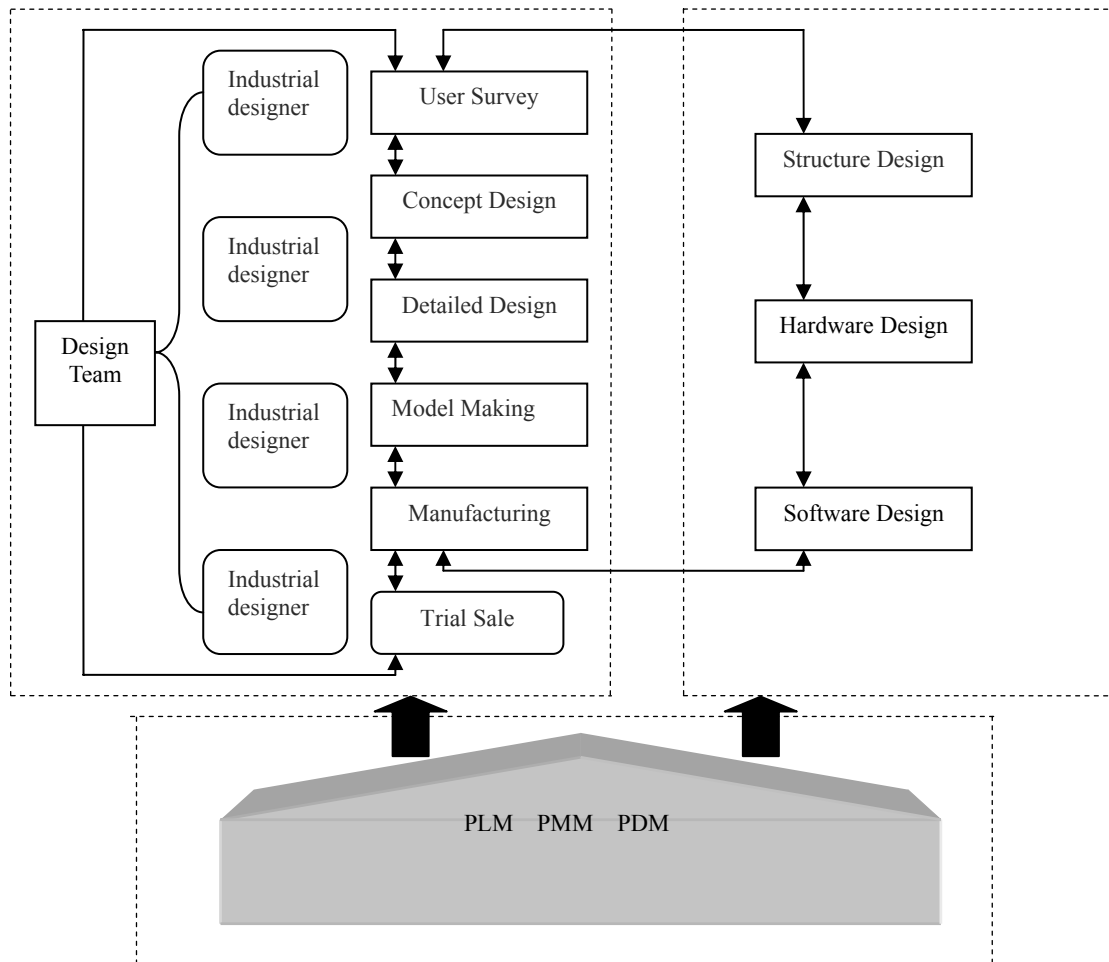 Industrial
designer
User Survey
Structure Design
Concept Design
Industrial
designer
Detailed Design
Hardware Design
Design
Team
Industrial
designer
Model Making
Manufacturing
Software Design
Industrial
designer
Trial Sale
PLM PMM PDM